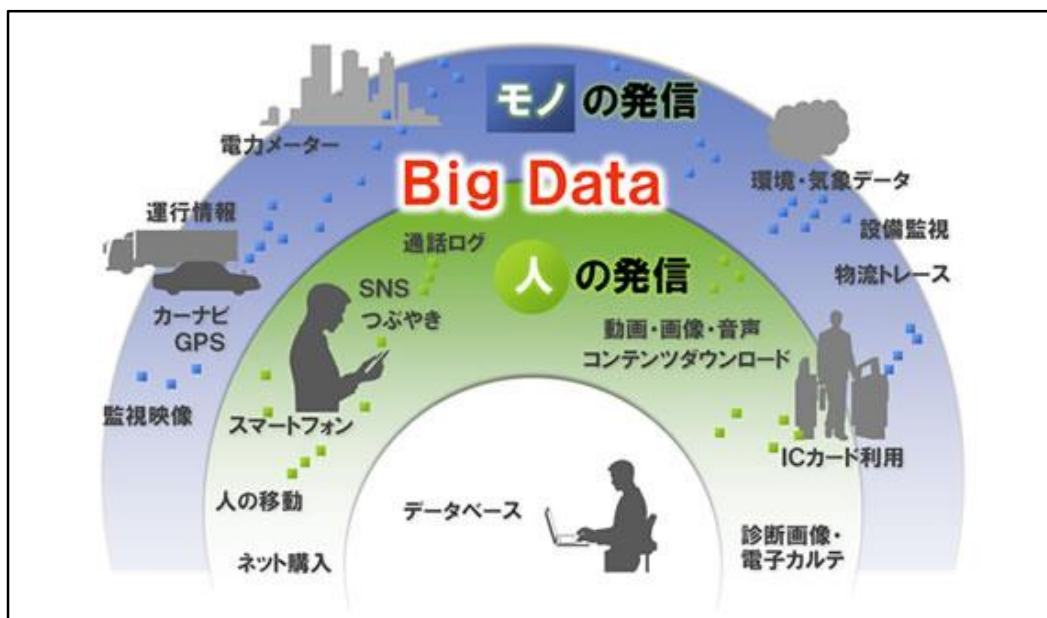 モノの発信
電力メーター
環境・気象データ
Big Data
運行情報
設備監視
通話ログ
人の発信
物流トレース
SNS
つぶやき
カーナビ
GPS
動画・画像・音声
コンテンツダウンロード
監視映像
スマートフォン
ICカード利用
人の移動
データベース
診断画像・
電子カルテ
ネット購入